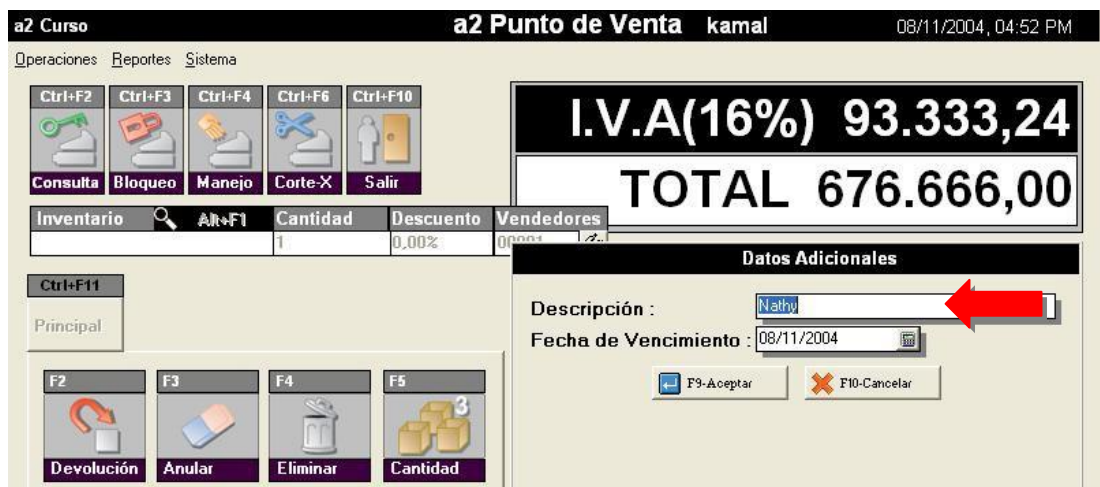 a2 Curso a2 Punto de Venta kamal 08/11/2004, 04:52 PM
Operaciones Reportes Sistema
Ctrl+F2 Ctrl+F3 Ctrl+F4 Ctrl+F6 Ctrl+F10
Consulta Bloqueo Manejo Corte-X Salir
I.V.A(16%) 93.333,24
TOTAL 676.666,00
Inventario Alt+F1 Cantidad Descuento Vendedores
1 0,00% 00001
Datos Adicionales
Ctrl+F11
Principal
Descripción : Nathy
Fecha de Vencimiento : 08/11/2004
F9-Aceptar F10-Cancelar
F2 F3 F4 F5
3
Devolución Anular Eliminar Cantidad